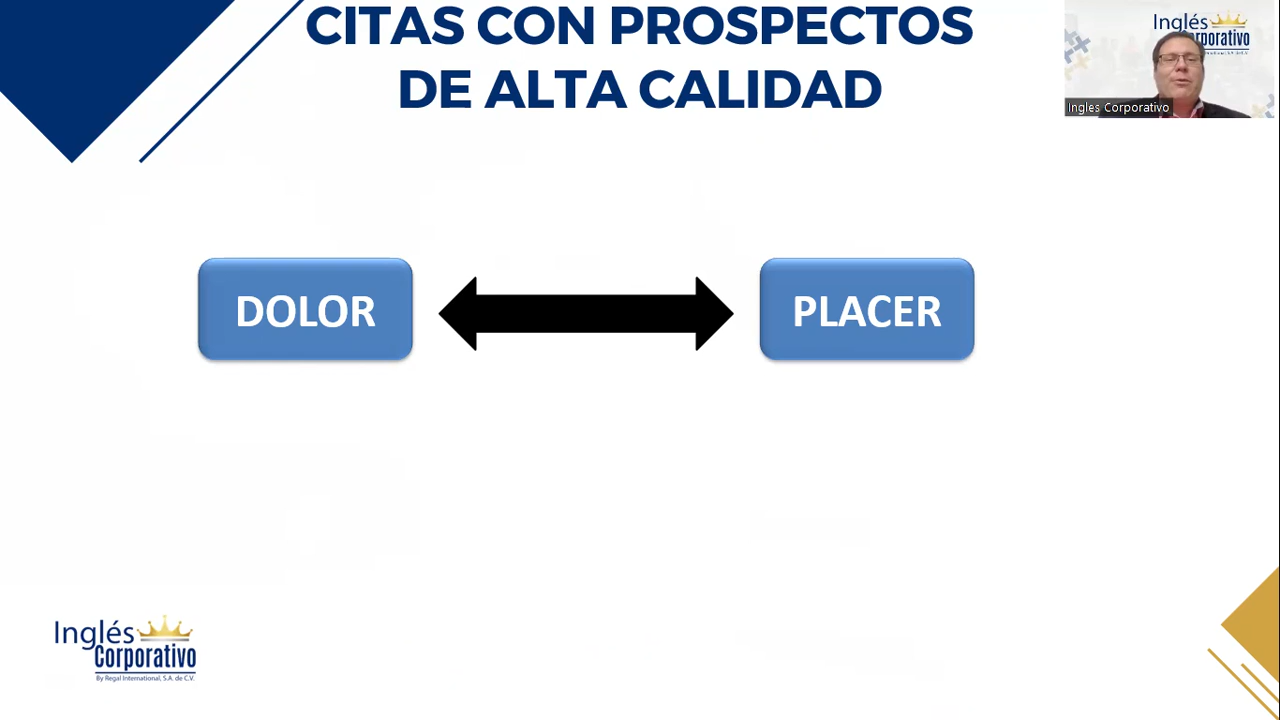 CITAS CON PROSPECTOS
DE ALTA CALIDAD
Inglés
Corporativo
Ingles Corporativo
DOLOR
PLACER
Inglés
Corporativo
By Regal International, S.A. de C.V.